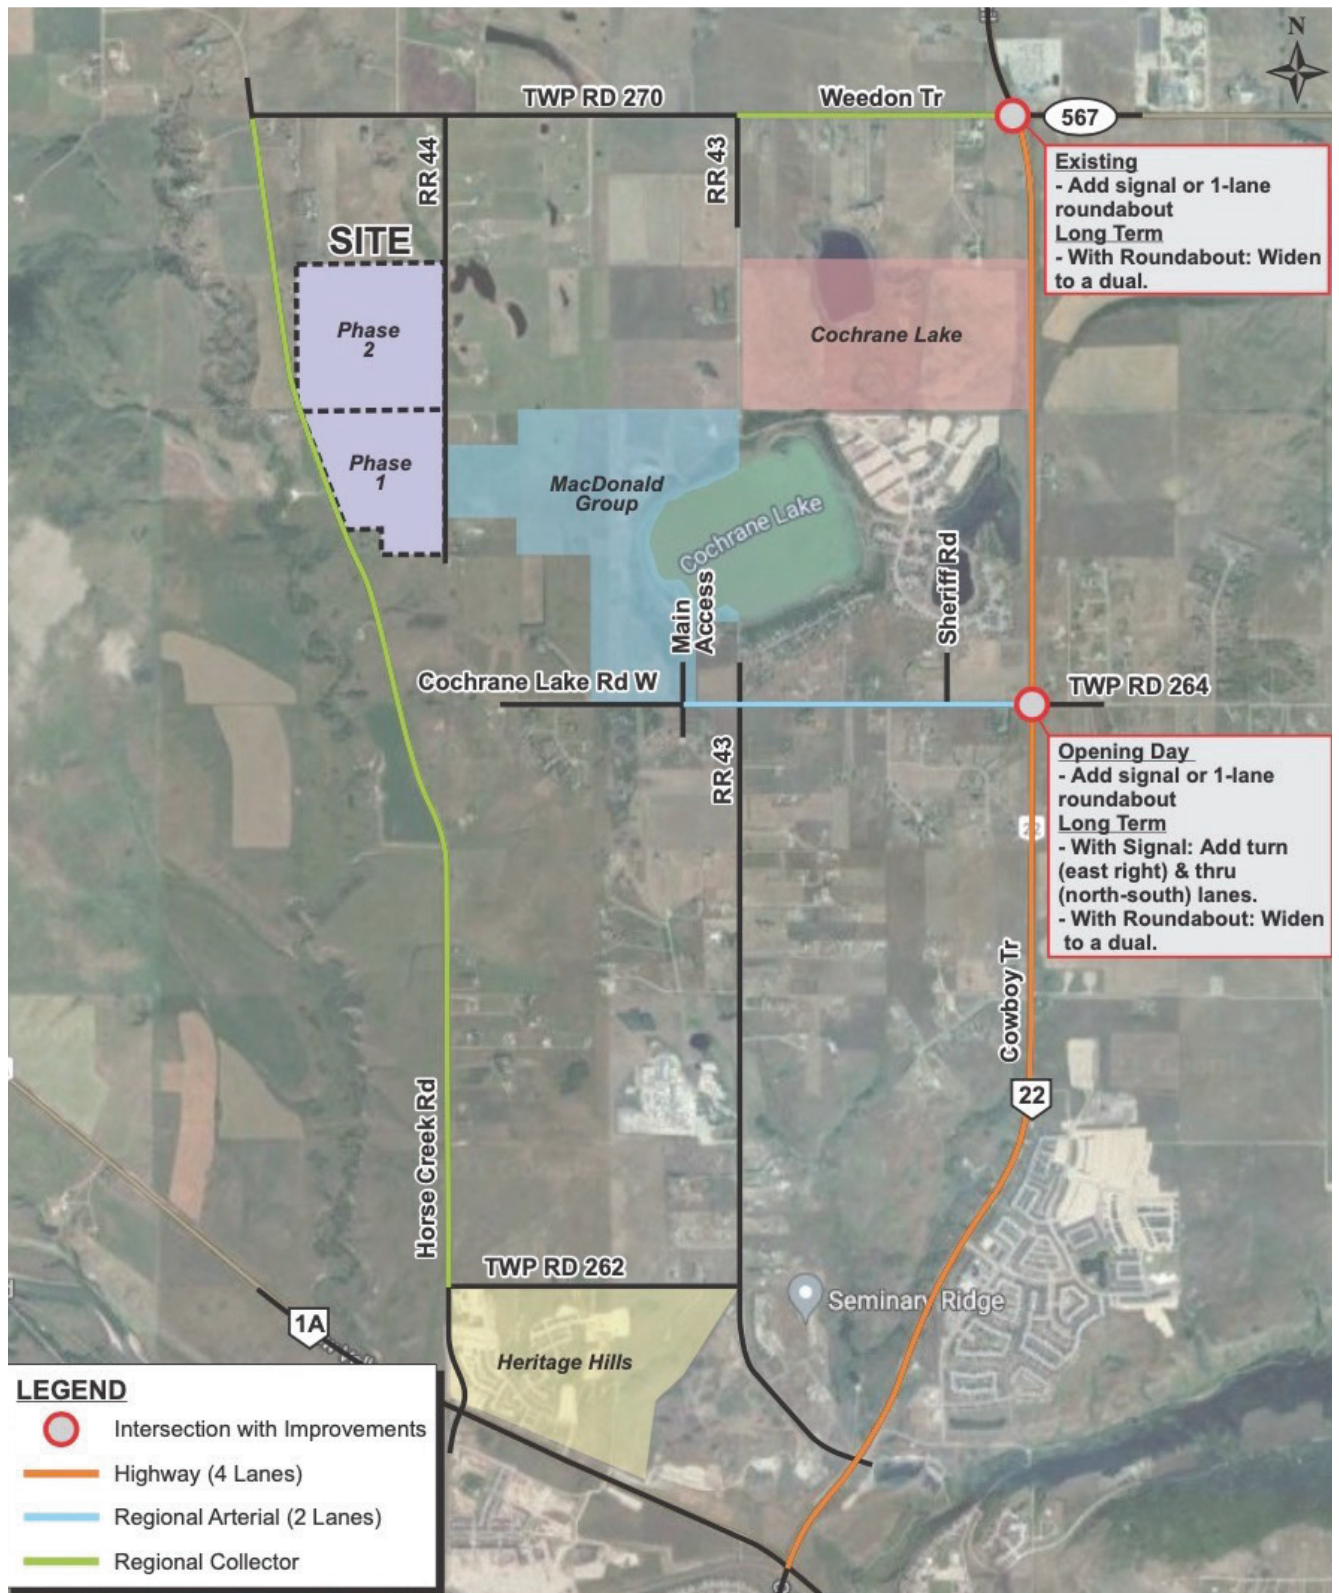 N
TWP RD 270
Weedon Tr
567
RR 44
RR 43
Existing
- Add signal or 1-lane
roundabout
Long Term
- With Roundabout: Widen
to a dual.
SITE
Phase
2
Cochrane Lake
Phase
1
MacDonald
Group
Cochrane Lake
Main
Access
Sheriff Rd
Cochrane Lake Rd W
TWP RD 264
RR 43
Opening Day
- Add signal or 1-lane
roundabout
Long Term
- With Signal: Add turn
(east right) & thru
(north-south) lanes.
- With Roundabout: Widen
to a dual.
22
Cowboy Tr
22
Horse Creek Rd
TWP RD 262
Seminary Ridge
1A
Heritage Hills
LEGEND
Intersection with Improvements
Highway (4 Lanes)
Regional Arterial (2 Lanes)
Regional Collector